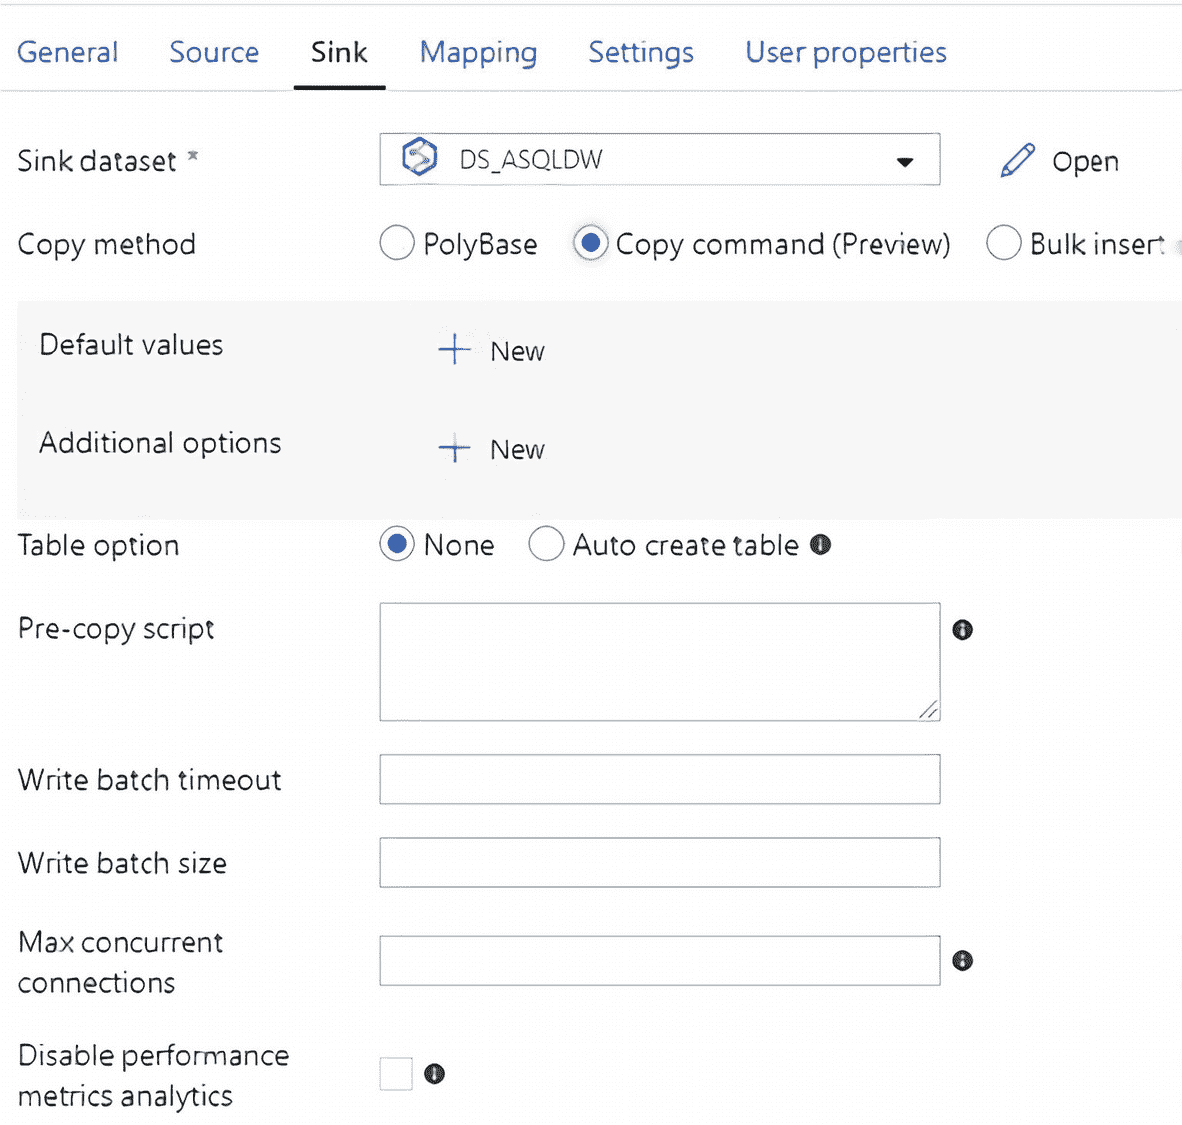 General Source Sink Mapping Settings User properties
Sink dataset * DS_ASQLDW Open
Copy method PolyBase Copy command (Preview) Bulk insert
Default values New
Additional options New
Table option None Auto create table
Pre-copy script
Write batch timeout
Write batch size
Max concurrent
connections
Disable performance
metrics analytics